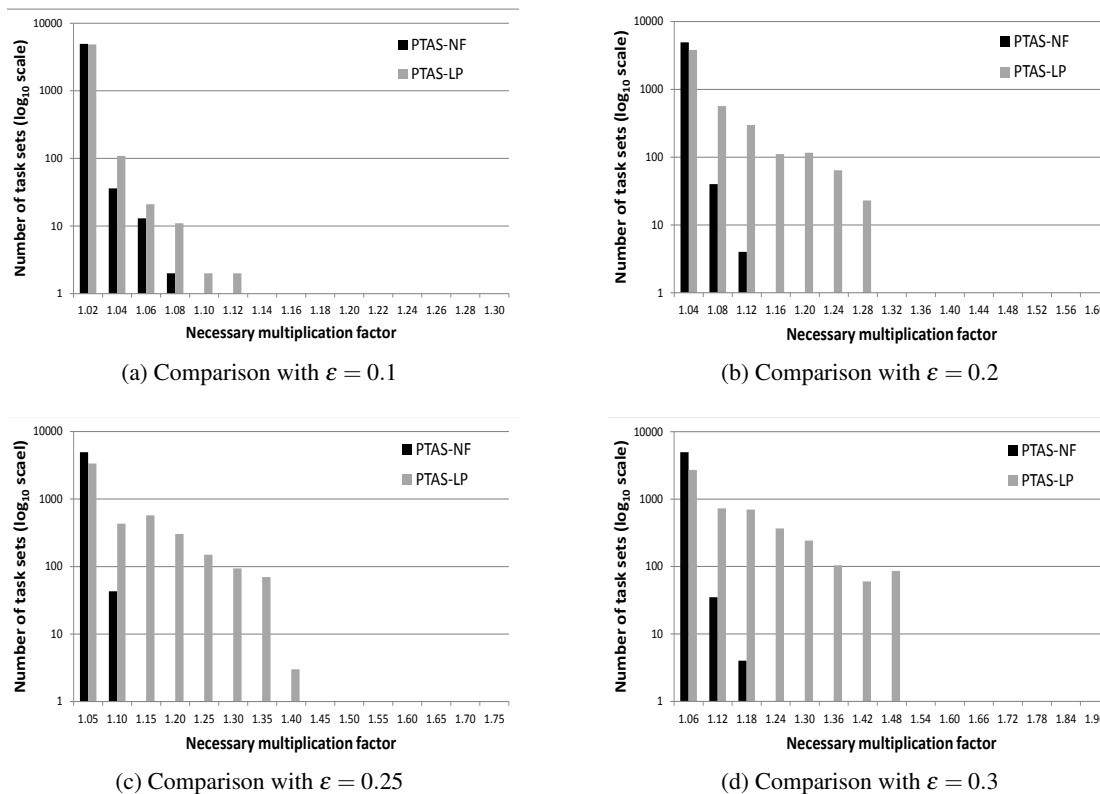 10000
1000
100
10
1
Number of task sets (log10 scale)
PTAS-NF
PTAS-LP
1.02 1.04 1.06 1.08 1.10 1.12 1.14 1.16 1.18 1.20 1.22 1.24 1.26 1.28 1.30
Necessary multiplication factor
(a) Comparison with ε = 0.1
10000
1000
100
10
1
Number of task sets (log10 scale)
PTAS-NF
PTAS-LP
1.04 1.08 1.12 1.16 1.20 1.24 1.28 1.32 1.36 1.40 1.44 1.48 1.52 1.56 1.60
Necessary multiplication factor
(b) Comparison with ε = 0.2
10000
1000
100
10
1
Number of task sets (log10 scael)
PTAS-NF
PTAS-LP
1.05 1.10 1.15 1.20 1.25 1.30 1.35 1.40 1.45 1.50 1.55 1.60 1.65 1.70 1.75
Necessary multiplication factor
(c) Comparison with ε = 0.25
10000
1000
100
10
1
Number of task sets (log10 scale)
PTAS-NF
PTAS-LP
1.06 1.12 1.18 1.24 1.30 1.36 1.42 1.48 1.54 1.60 1.66 1.72 1.78 1.84 1.90
Necessary multiplication factor
(d) Comparison with ε = 0.3